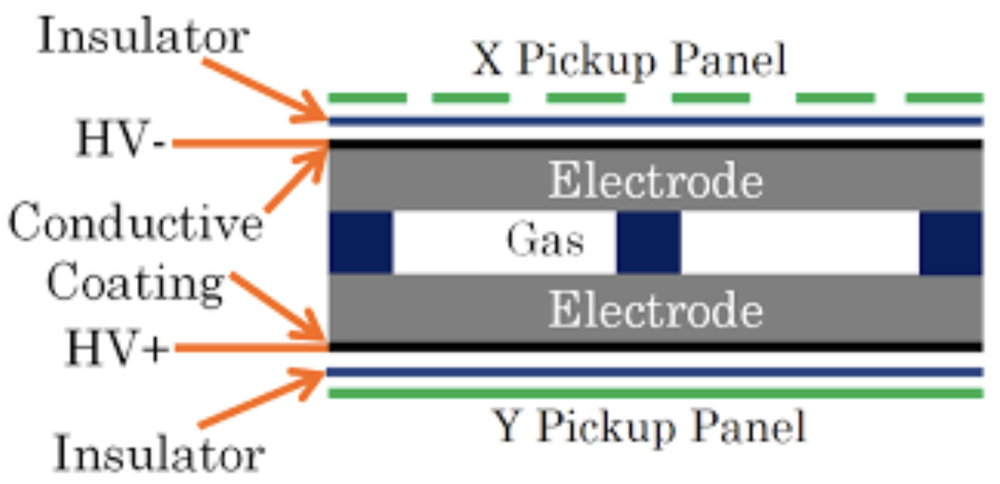 Insulator
X Pickup Panel
HV-
Electrode
Conductive
Coating
Gas
Electrode
HV+
Y Pickup Panel
Insulator